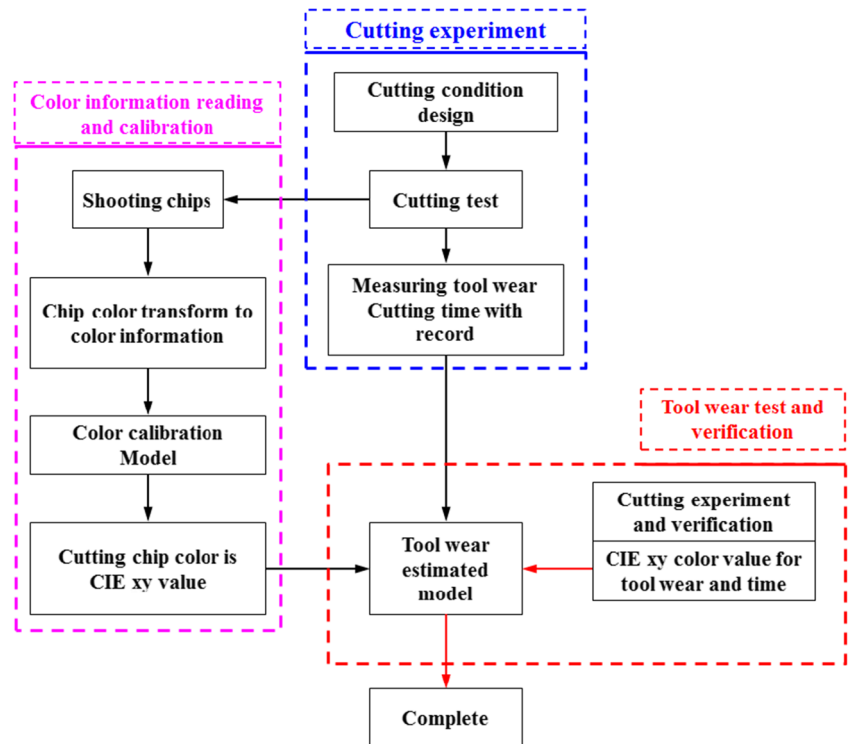 Cutting experiment
Cutting condition
design
Cutting test
Measuring tool wear
Cutting time with
record
Color information reading
and calibration
Shooting chips
Chip color transform to
color information
Color calibration
Model
Cutting chip color is
CIE xy value
Tool wear test and
verification
Cutting experiment
and verification
CIE xy color value for
tool wear and time
Tool wear
estimated
model
Complete